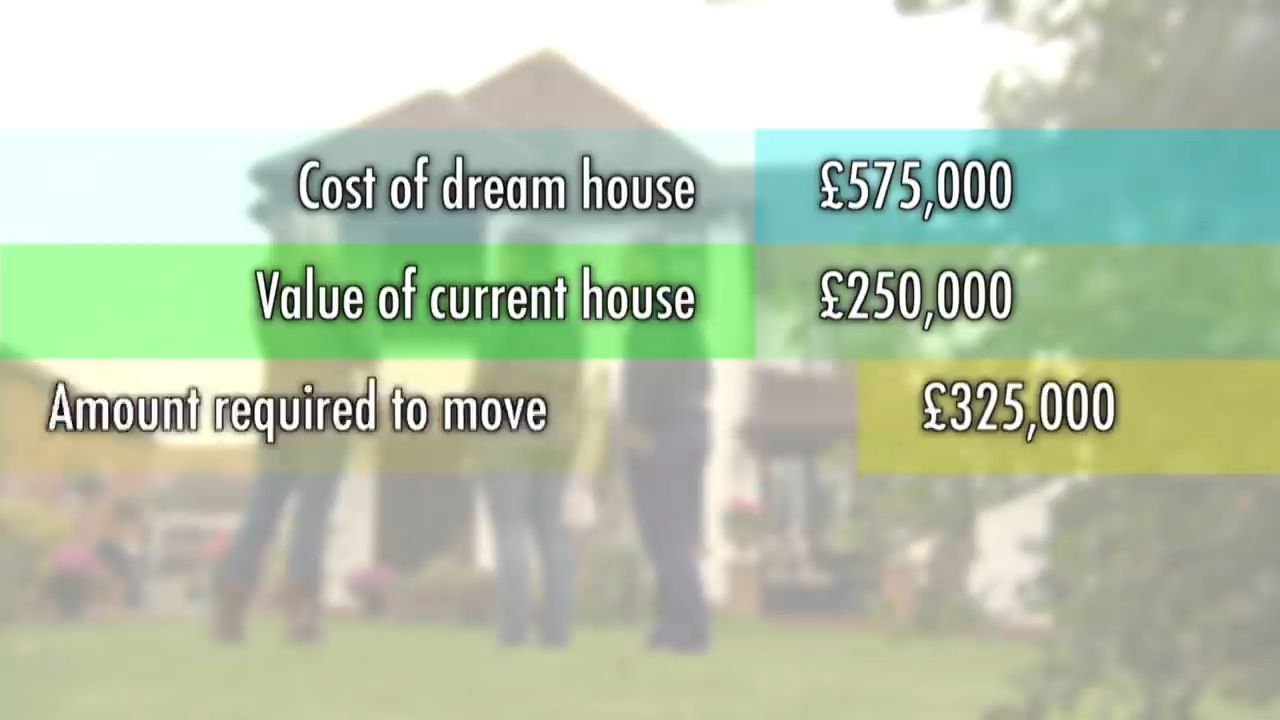 Cost of dream house £575,000
Value of current house £250,000
Amount required to move £325,000